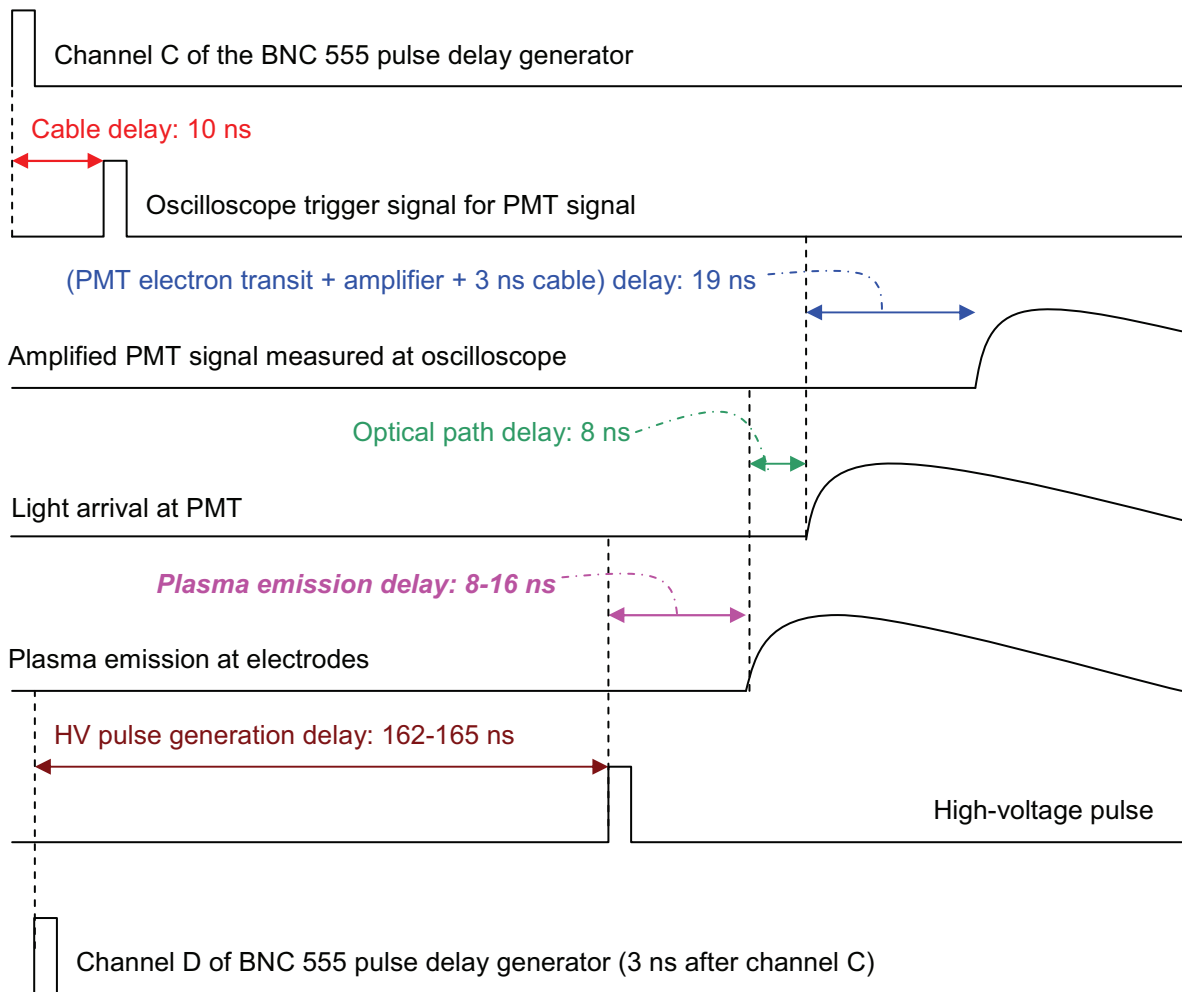 Channel C of the BNC 555 pulse delay generator
Cable delay: 10 ns
Oscilloscope trigger signal for PMT signal
(PMT electron transit + amplifier + 3 ns cable) delay: 19 ns
Amplified PMT signal measured at oscilloscope
Optical path delay: 8 ns
Light arrival at PMT
Plasma emission delay: 8-16 ns
Plasma emission at electrodes
HV pulse generation delay: 162-165 ns
High-voltage pulse
Channel D of BNC 555 pulse delay generator (3 ns after channel C)